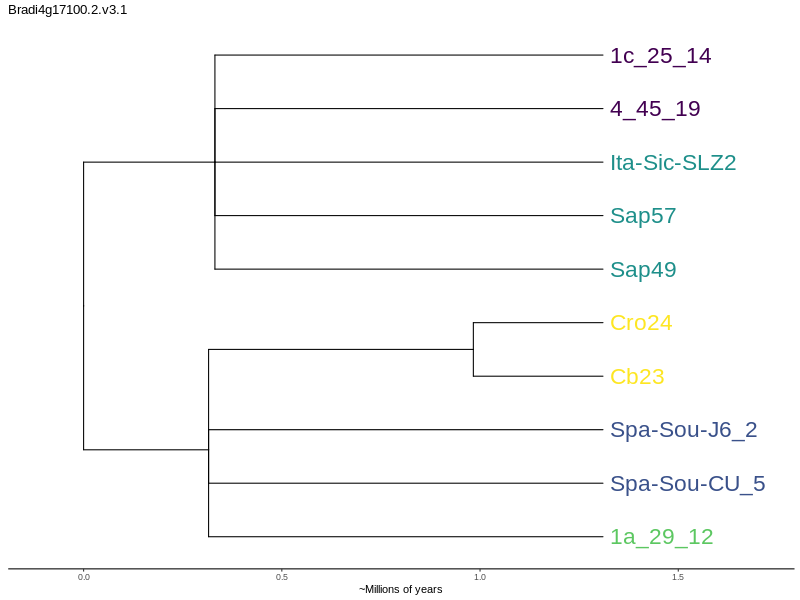 Bradi4g17100.2.v3.1
1c_25_14
4_45_19
Ita-Sic-SLZ2
Sap57
Sap49
Cro24
Cb23
Spa-Sou-J6_2
Spa-Sou-CU_5
1a_29_12
0.0 0.5 1.0 1.5
~Millions of years